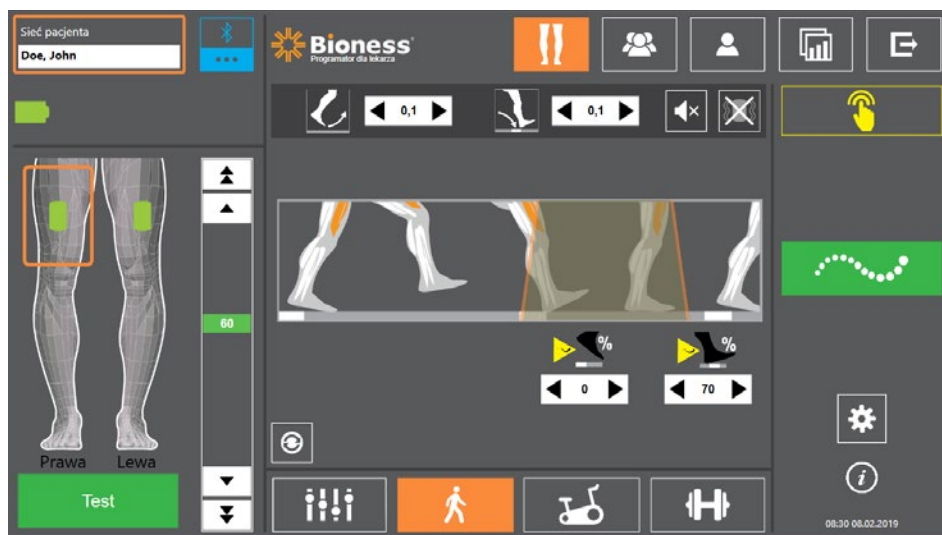 Sieć pacjenta
Doe, John
Bioness®
Programator dla lekarza
0,1
0,1
60
%
%
0
70
Prawa
Lewa
Test
i
08:30 08.02.2019